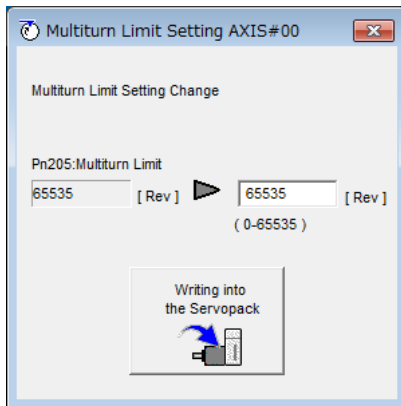 Multiturn Limit Setting AXIS#00
Multiturn Limit Setting Change
Pn205:Multiturn Limit
65535 [ Rev ] 65535 [ Rev ]
( 0-65535 )
Writing into
the Servopack